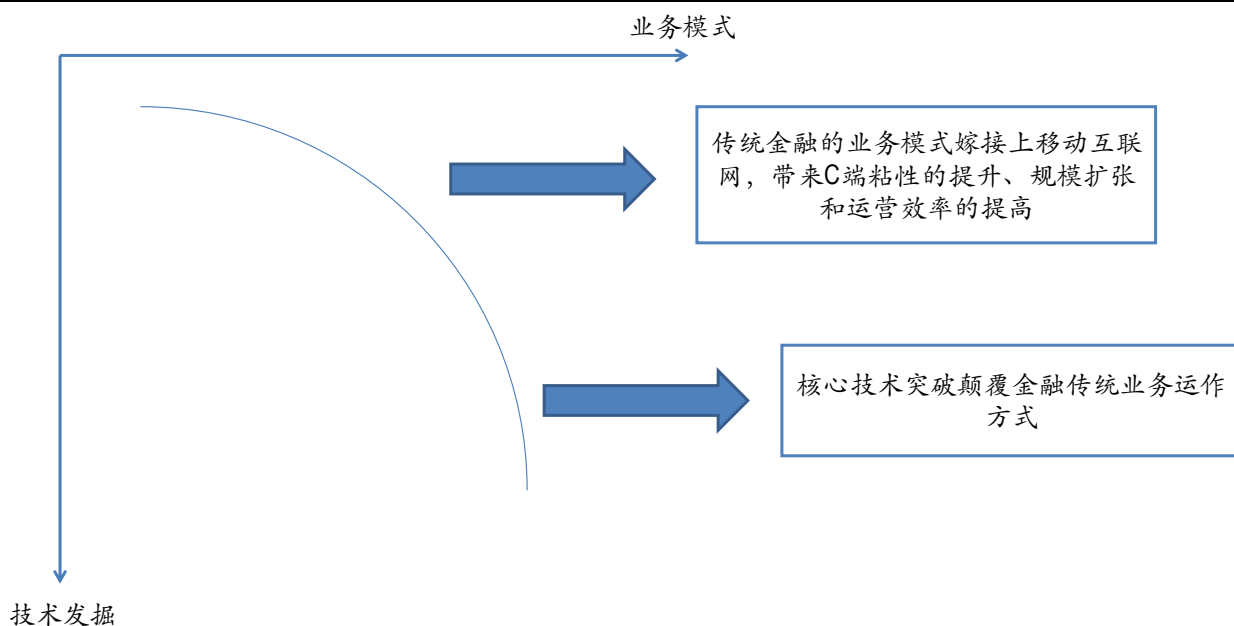 业务模式
传统金融的业务模式嫁接上移动互联
网，带来C端粘性的提升、规模扩张
和运营效率的提高
核心技术突破颠覆金融传统业务运作
方式
技术发掘